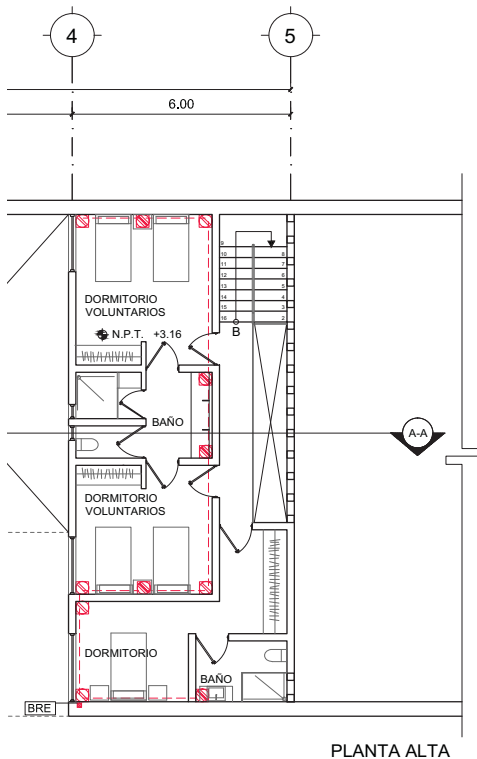 4
5
6.00
9
10 8
11 7
12 6
13 5
14 4
15 3
16 2
B
DORMITORIO
VOLUNTARIOS
N.P.T. +3.16
BAÑO
A-A
DORMITORIO
VOLUNTARIOS
DORMITORIO
BAÑO
BRE
PLANTA ALTA